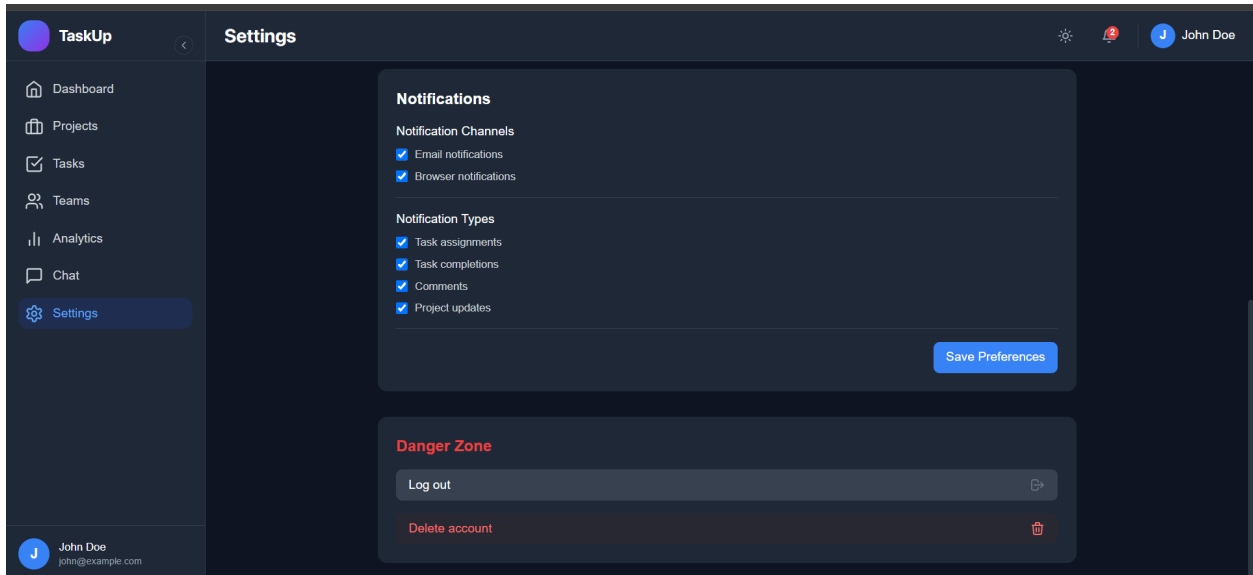 TaskUp
Dashboard
Projects
Tasks
Teams
Analytics
Chat
Settings
J
John Doe
john@example.com
Settings
2
J
John Doe
Notifications
Notification Channels
Email notifications
Browser notifications
Notification Types
Task assignments
Task completions
Comments
Project updates
Save Preferences
Danger Zone
Log out
Delete account